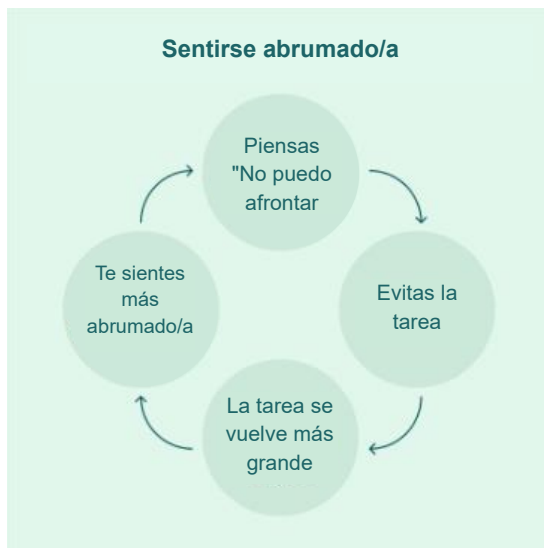 Sentirse abrumado/a
Piensas
"No puedo
afrontar
Evitas la
tarea
La tarea se
vuelve más
grande
Te sientes
más
abrumado/a